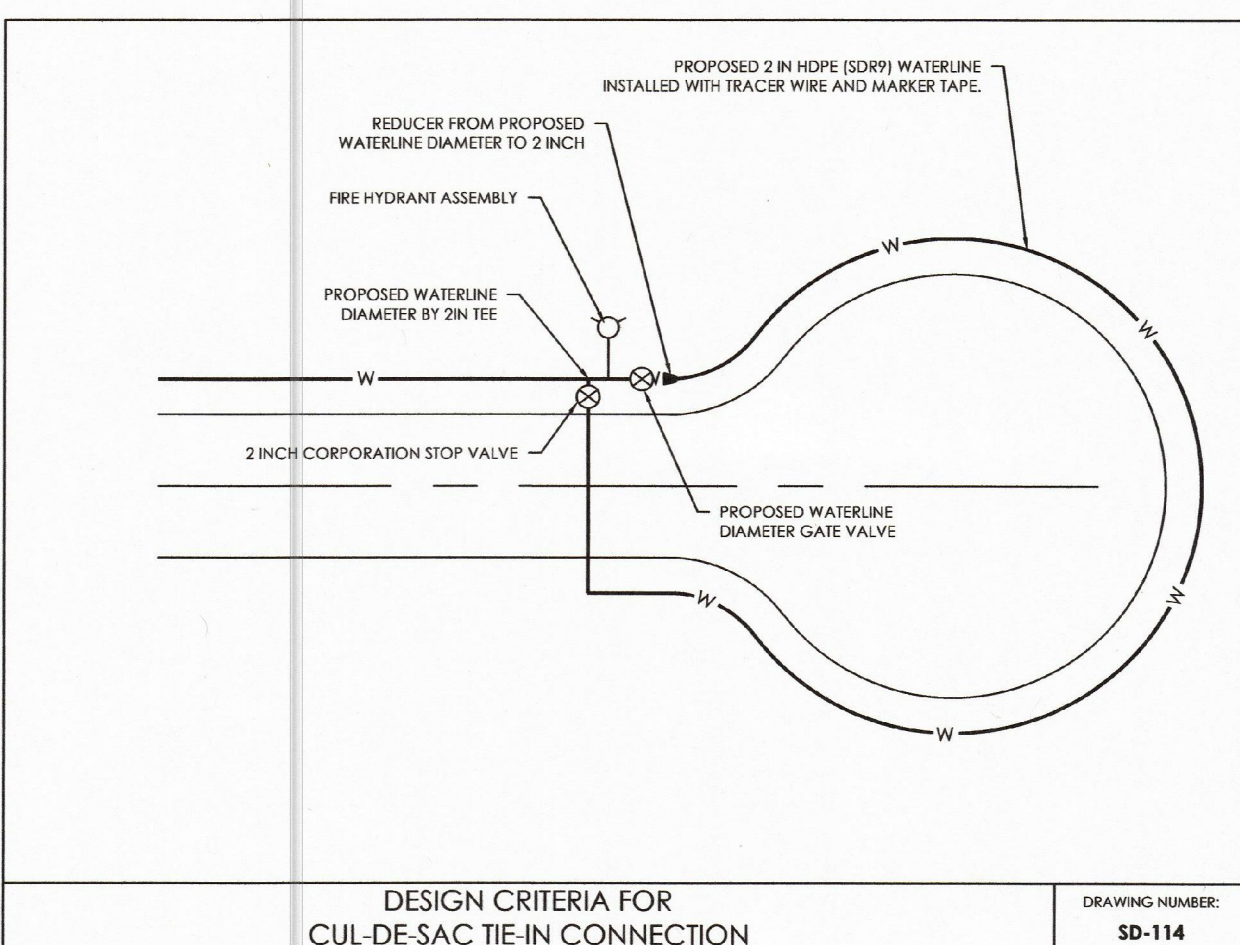 PROPOSED 2 IN HDPE (SDR9) WATERLINE
INSTALLED WITH TRACER WIRE AND MARKER TAPE.
REDUCER FROM PROPOSED
WATERLINE DIAMETER TO 2 INCH
FIRE HYDRANT ASSEMBLY
PROPOSED WATERLINE
DIAMETER BY 2IN TEE
W
W
W
W
2 INCH CORPORATION STOP VALVE
PROPOSED WATERLINE
DIAMETER GATE VALVE
W
W
W
DESIGN CRITERIA FOR
CUL-DE-SAC TIE-IN CONNECTION
DRAWING NUMBER:
SD-114